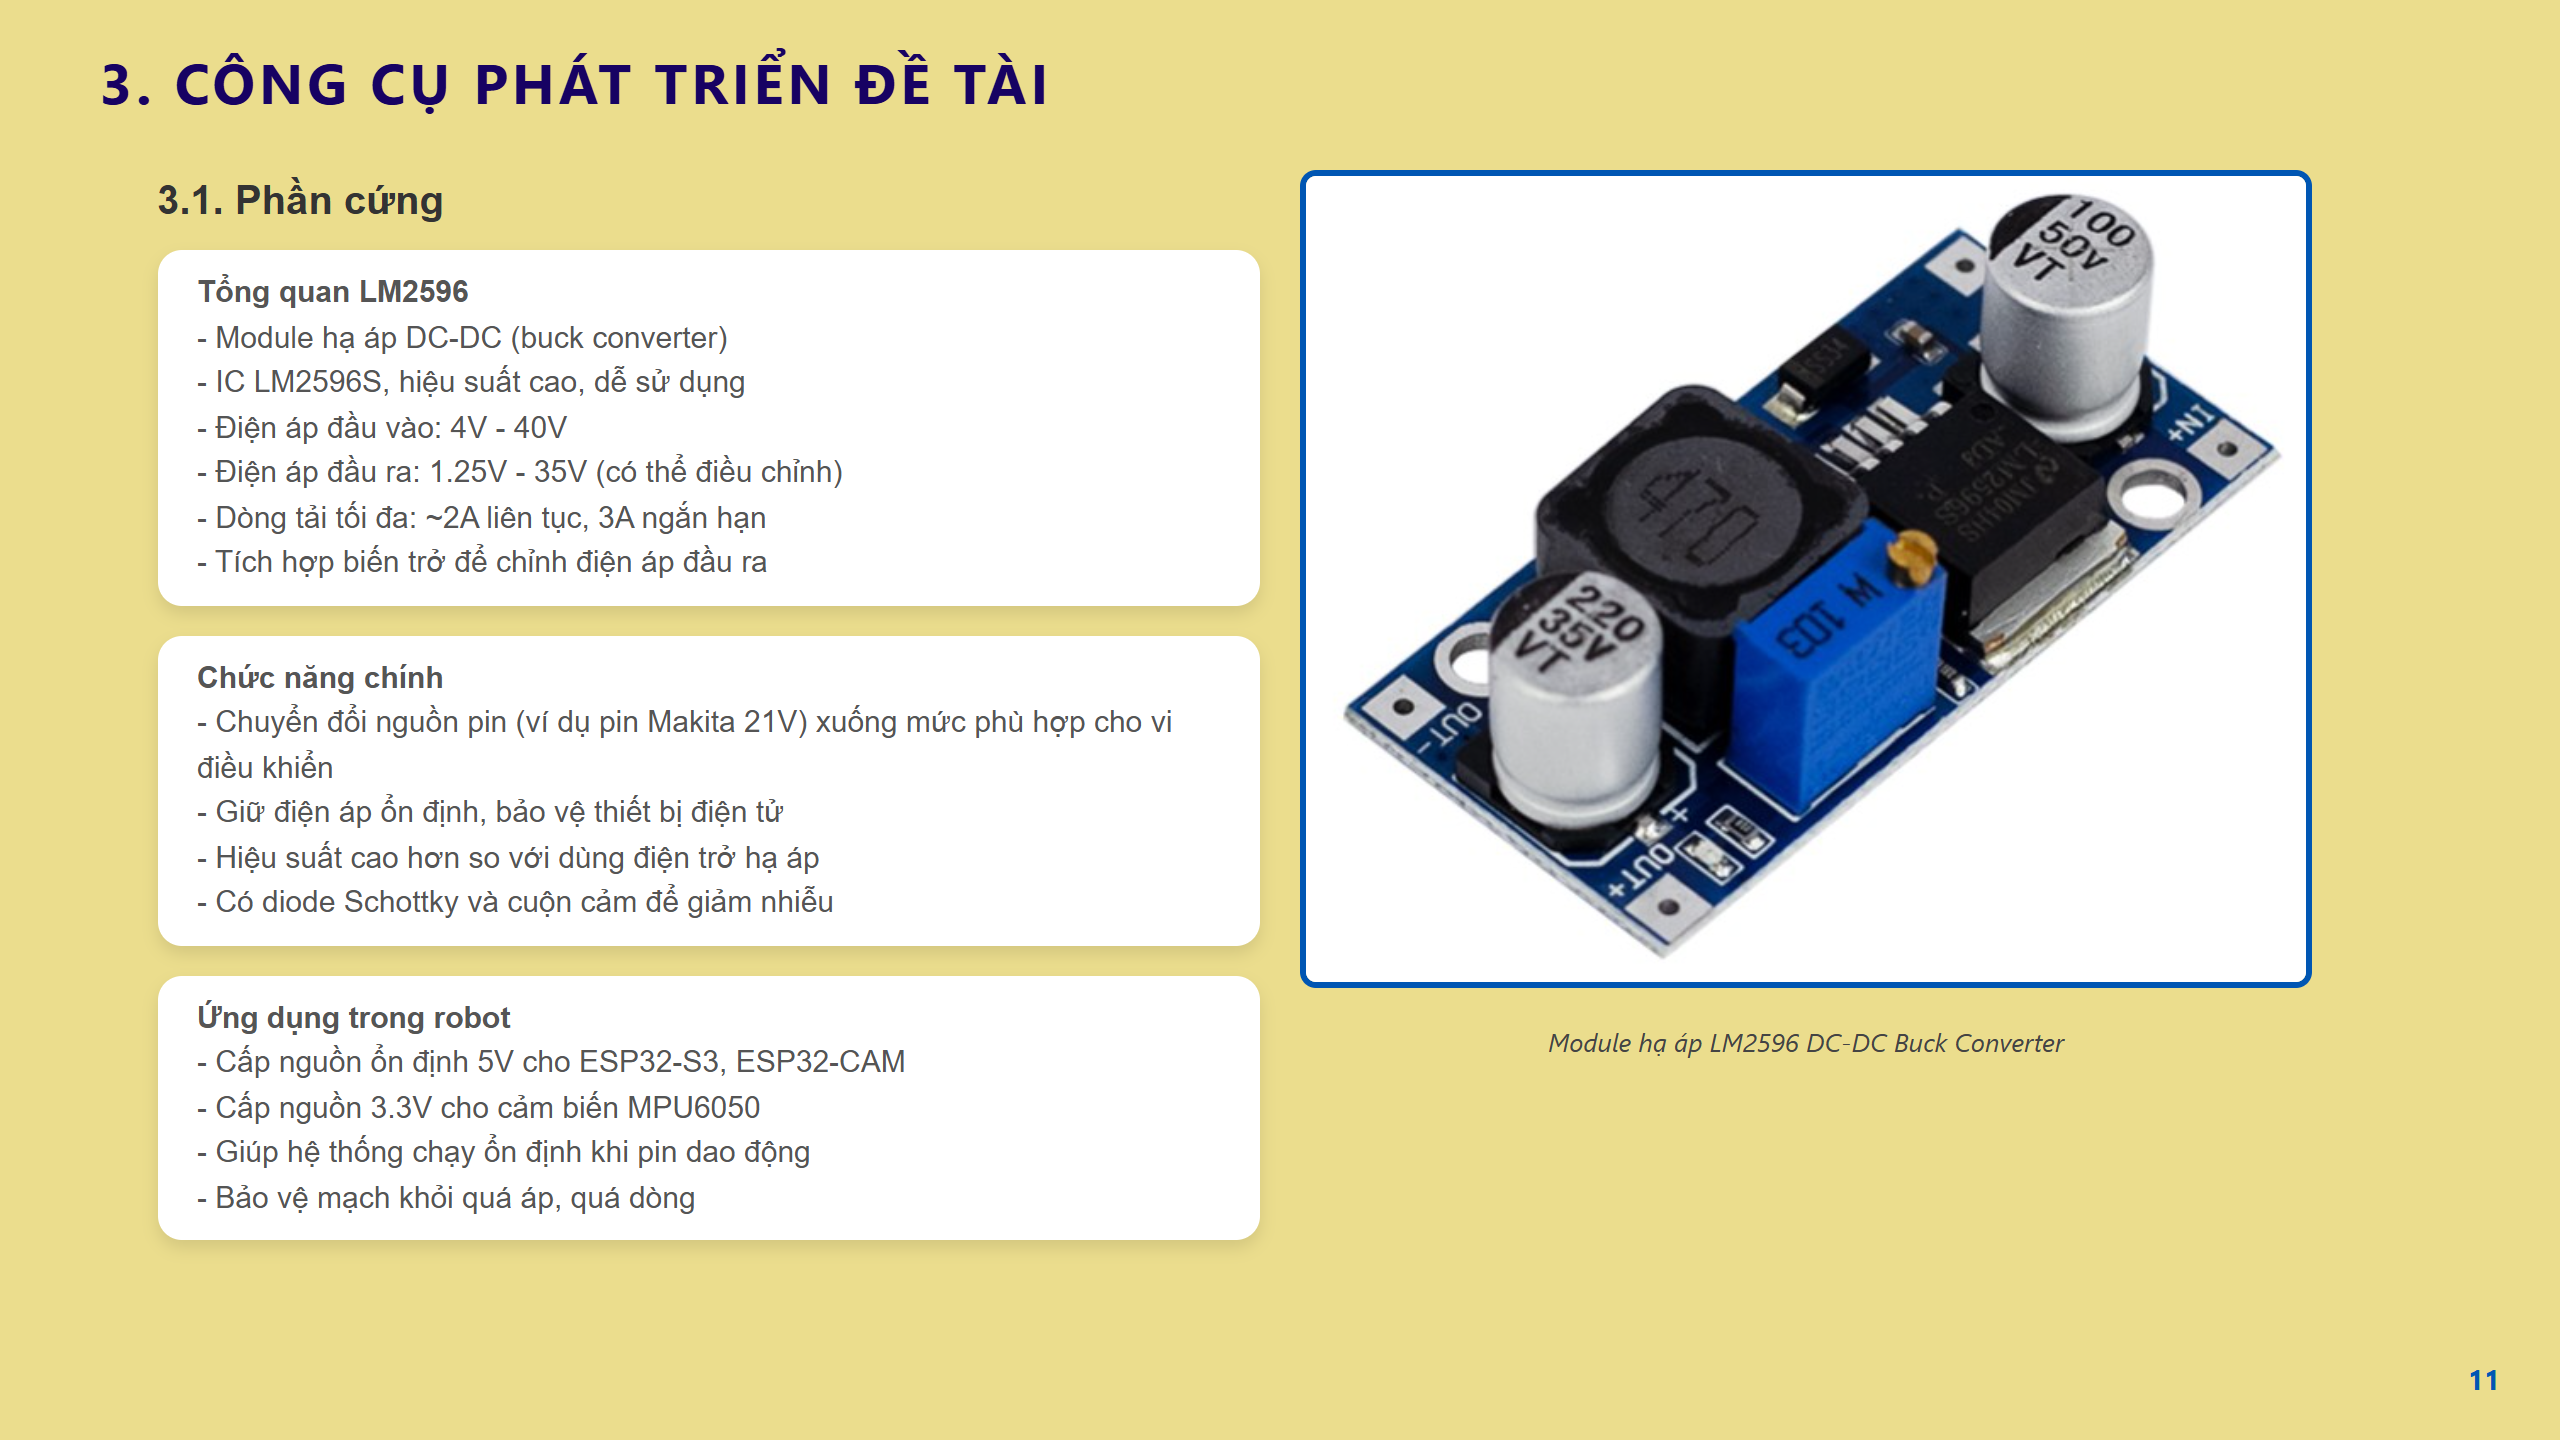 3. CÔNG CỤ PHÁT TRIỂN ĐỀ TÀI
3.1. Phần cứng
Tổng quan LM2596
- Module hạ áp DC-DC (buck converter)
- IC LM2596S, hiệu suất cao, dễ sử dụng
- Điện áp đầu vào: 4V - 40V
- Điện áp đầu ra: 1.25V - 35V (có thể điều chỉnh)
- Dòng tải tối đa: ~2A liên tục, 3A ngắn hạn
- Tích hợp biến trở để chỉnh điện áp đầu ra
Chức năng chính
- Chuyển đổi nguồn pin (ví dụ pin Makita 21V) xuống mức phù hợp cho vi
điều khiển
- Giữ điện áp ổn định, bảo vệ thiết bị điện tử
- Hiệu suất cao hơn so với dùng điện trở hạ áp
- Có diode Schottky và cuộn cảm để giảm nhiễu
Ứng dụng trong robot
- Cấp nguồn ổn định 5V cho ESP32-S3, ESP32-CAM
- Cấp nguồn 3.3V cho cảm biến MPU6050
- Giúp hệ thống chạy ổn định khi pin dao động
- Bảo vệ mạch khỏi quá áp, quá dòng
100
50V
VT
SS34
IN+
470
LM2596S
W 103
220
35V
VT
OUT-
+
OUT+
Module hạ áp LM2596 DC-DC Buck Converter
11